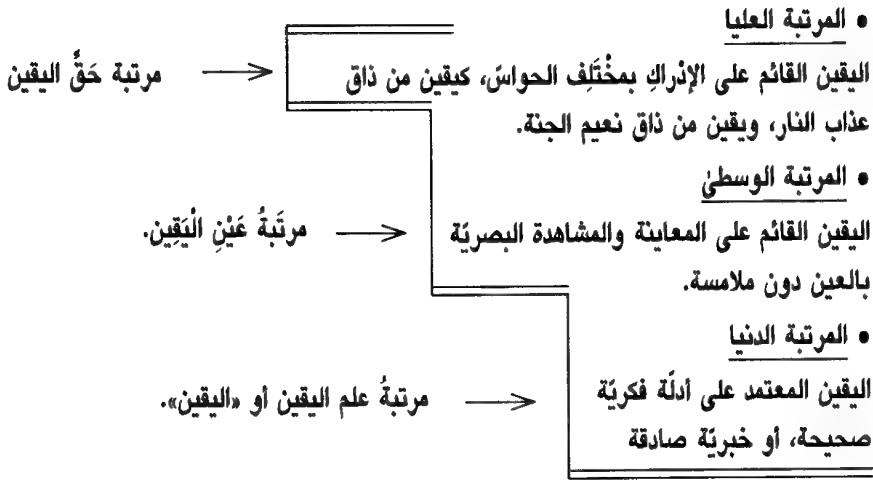 • المرتبة العليا
اليقين القائم على الإدْراكِ بمخْتَلِف الحواسّ، كيقين من ذاق
مرتبة حَقُّ اليقين
عذاب النار، ويقين من ذاق نعيم الجنة.
• المرتبة الوسطىٰ
اليقين القائم على المعاينة والمشاهدة البصريّة
مرتَبةُ عَيْنِ الْيَقِين.
بالعين دون ملامسة.
• المرتبة الدنيا
اليقين المعتمد على أدلّة فكريّة
مرتبةُ علم اليقين أو «اليقين».
صحيحة، أو خبريّة صادقة